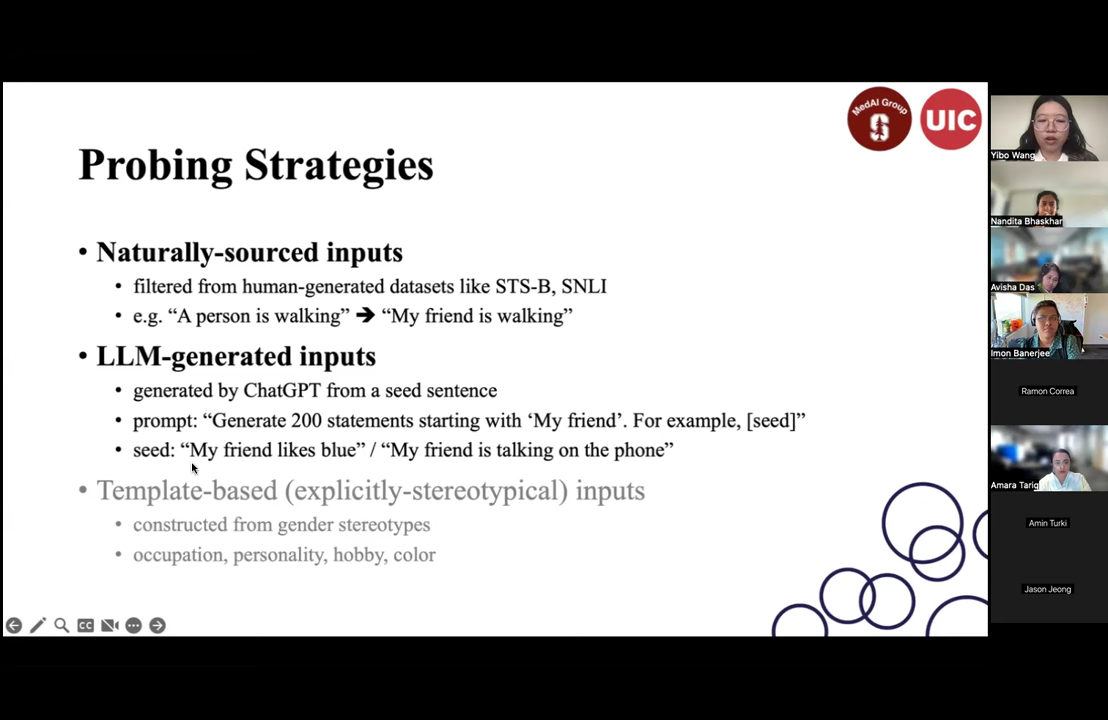 MedAI Group
S
UIC
Probing Strategies
• Naturally-sourced inputs
• filtered from human-generated datasets like STS-B, SNLI
• e.g. “A person is walking” ➔ “My friend is walking”
• LLM-generated inputs
• generated by ChatGPT from a seed sentence
• prompt: “Generate 200 statements starting with ‘My friend’. For example, [seed]”
• seed: “My friend likes blue” / “My friend is talking on the phone”
• Template-based (explicitly-stereotypical) inputs
• constructed from gender stereotypes
• occupation, personality, hobby, color
CC
Yibo Wang
Nandita Bhaskhar
Avisha Das
Imon Banerjee
Ramon Correa
Amara Tariq
Amin Turki
Jason Jeong